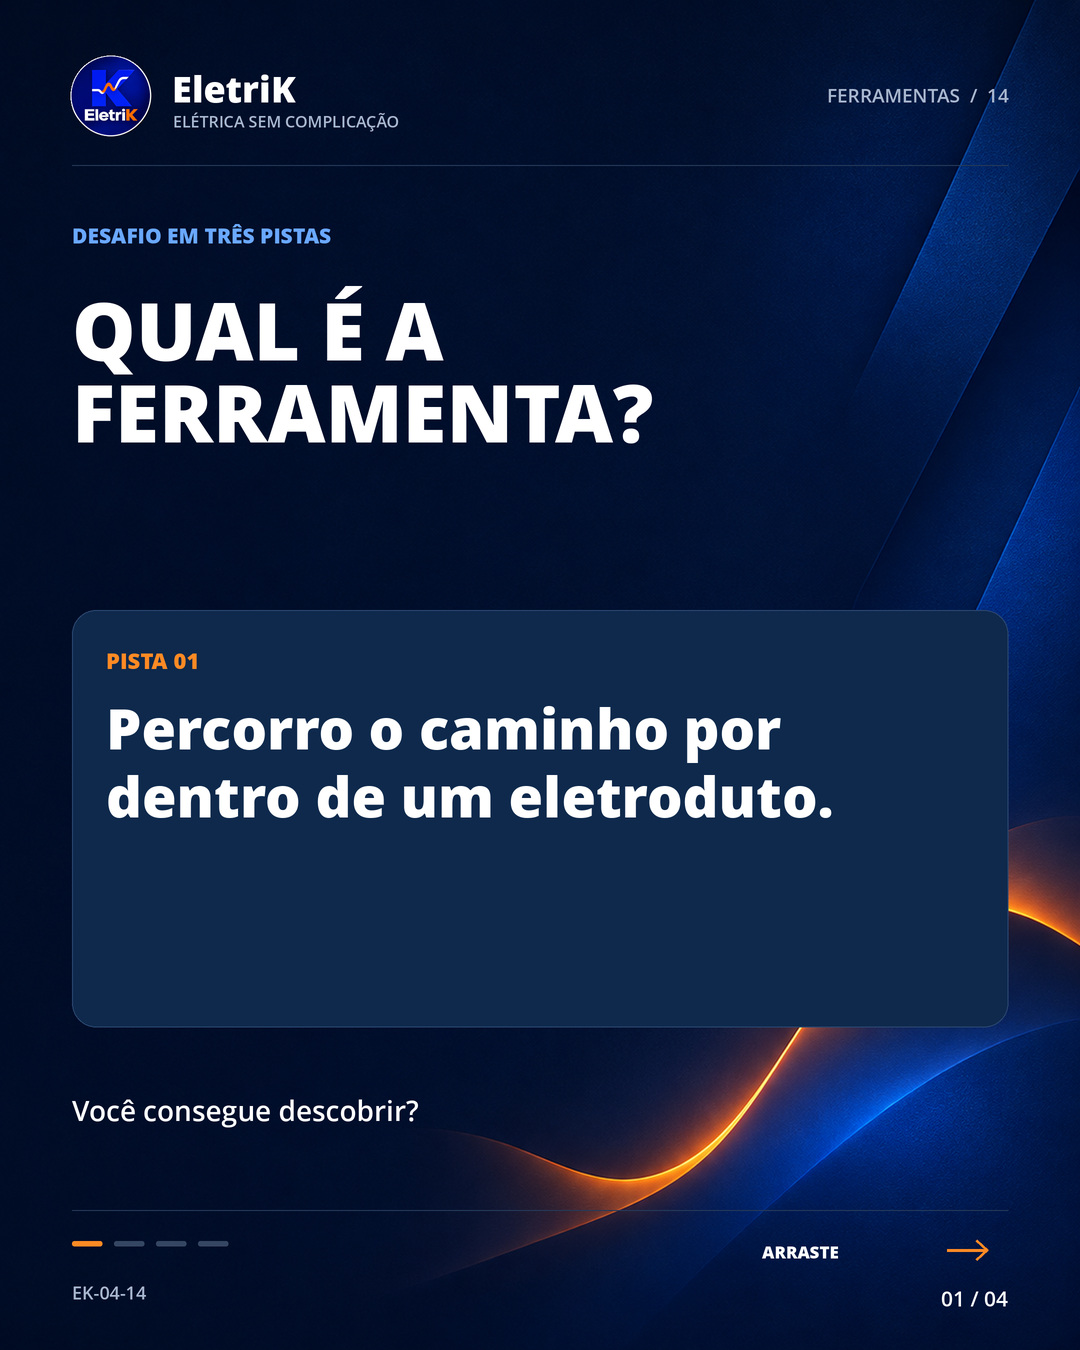 EletriK
EletriK
ELÉTRICA SEM COMPLICAÇÃO
FERRAMENTAS / 14
DESAFIO EM TRÊS PISTAS
QUAL É A
FERRAMENTA?
PISTA 01
Percorro o caminho por
dentro de um eletroduto.
Você consegue descobrir?
ARRASTE
EK-04-14
01 / 04